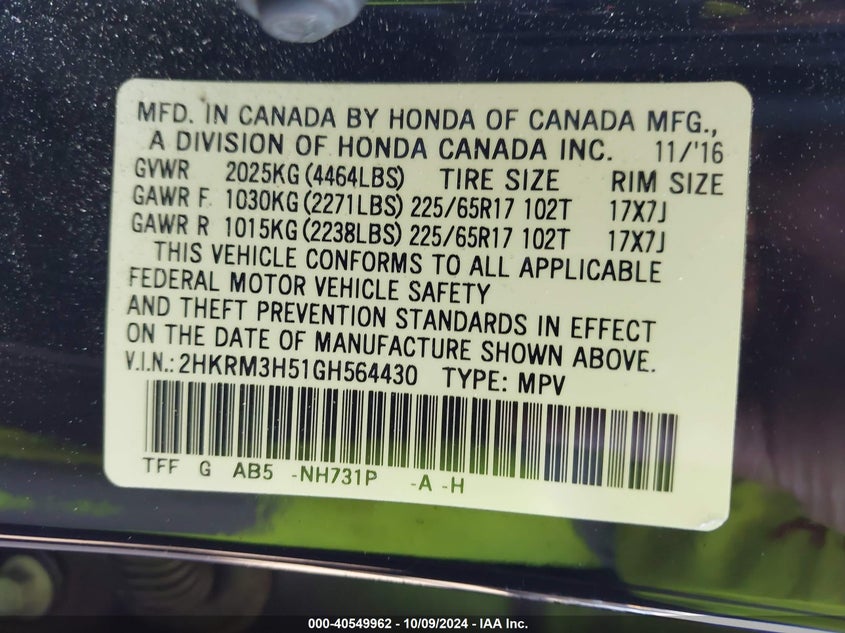 MFD. IN CANADA BY HONDA OF CANADA MFG.,
A DIVISION OF HONDA CANADA INC. 11/'16
GVWR 2025KG (4464LBS) TIRE SIZE RIM SIZE
GAWR F 1030KG (2271LBS) 225/65R17 102T 17X7J
GAWR R 1015KG (2238LBS) 225/65R17 102T 17X7J
THIS VEHICLE CONFORMS TO ALL APPLICABLE
FEDERAL MOTOR VEHICLE SAFETY
AND THEFT PREVENTION STANDARDS IN EFFECT
ON THE DATE OF MANUFACTURE SHOWN ABOVE.
V.I.N.: 2HKRM3H51GH564430 TYPE: MPV
TFF G AB5 -NH731P -A -H
000-40549962 - 10/09/2024 - IAA Inc.